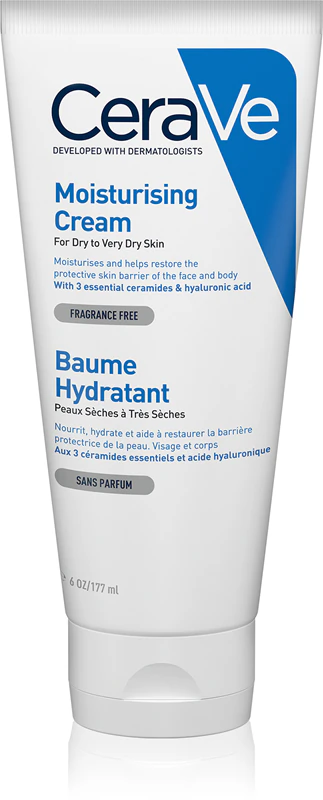 CeraVe
DEVELOPED WITH DERMATOLOGISTS
Moisturising
Cream
For Dry to Very Dry Skin
Moisturises and helps restore the
protective skin barrier of the face and body
With 3 essential ceramides & hyaluronic acid
FRAGRANCE FREE
Baume
Hydratant
Peaux Sèches à Très Sèches
Nourrit, hydrate et aide à restaurer la barrière
protectrice de la peau. Visage et corps
Aux 3 céramides essentiels et acide hyaluronique
SANS PARFUM
6 OZ/177 ml